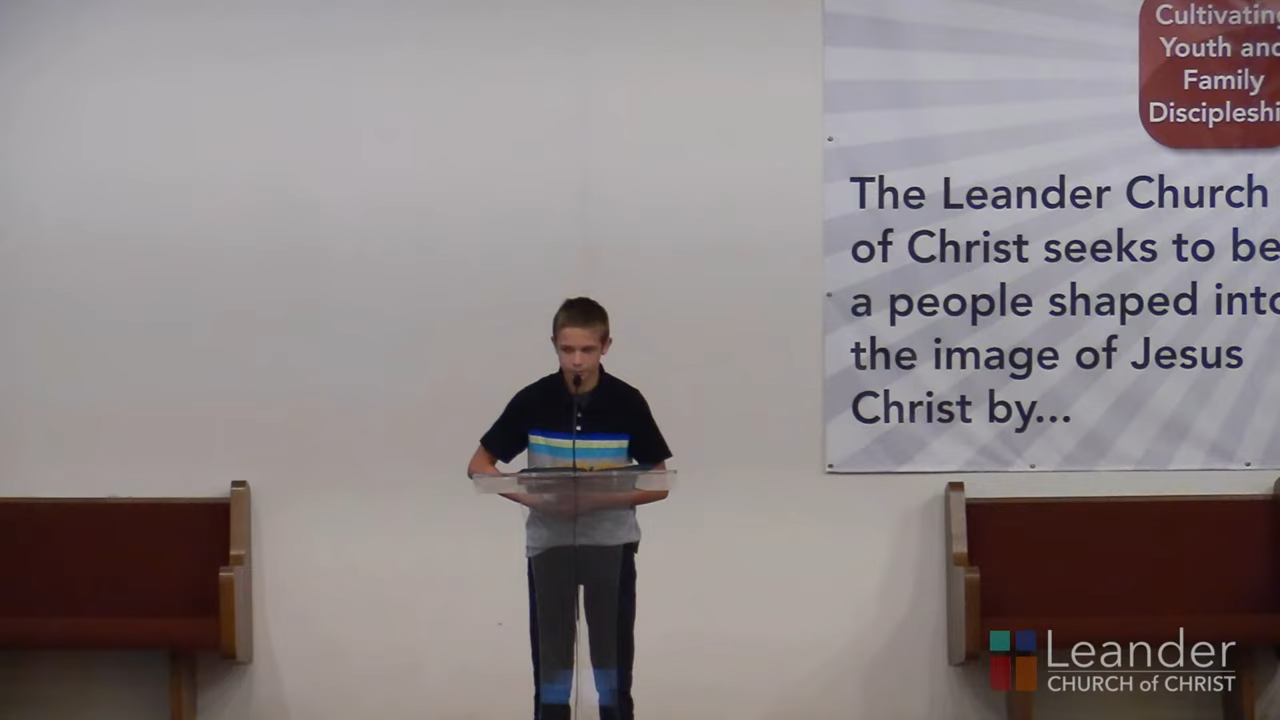 Cultivating
Youth and
Family
Discipleshi
The Leander Church
of Christ seeks to be
a people shaped into
the image of Jesus
Christ by...
Leander
CHURCH of CHRIST